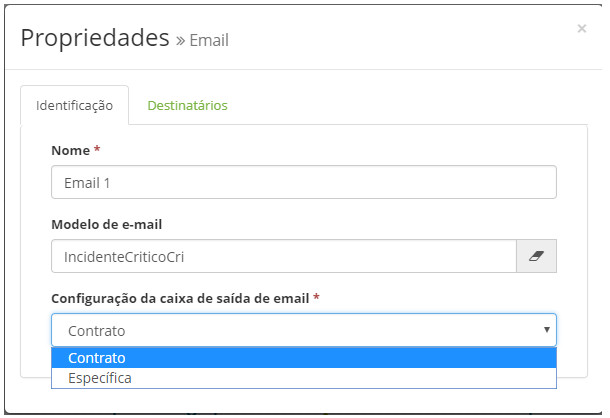 Propriedades » Email
×
Identificação Destinatários
Nome *
Email 1
Modelo de e-mail
IncidenteCriticoCri
Configuração da caixa de saída de email *
Contrato
Contrato
Específica